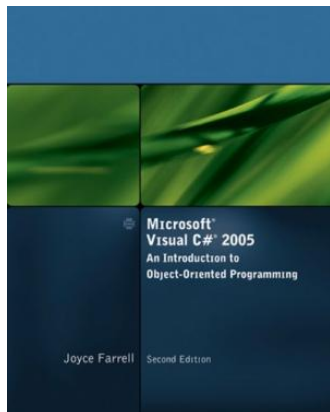 Microsoft®
Visual C#® 2005
An Introduction to
Object-Oriented Programming
Joyce Farrell
Second Edition